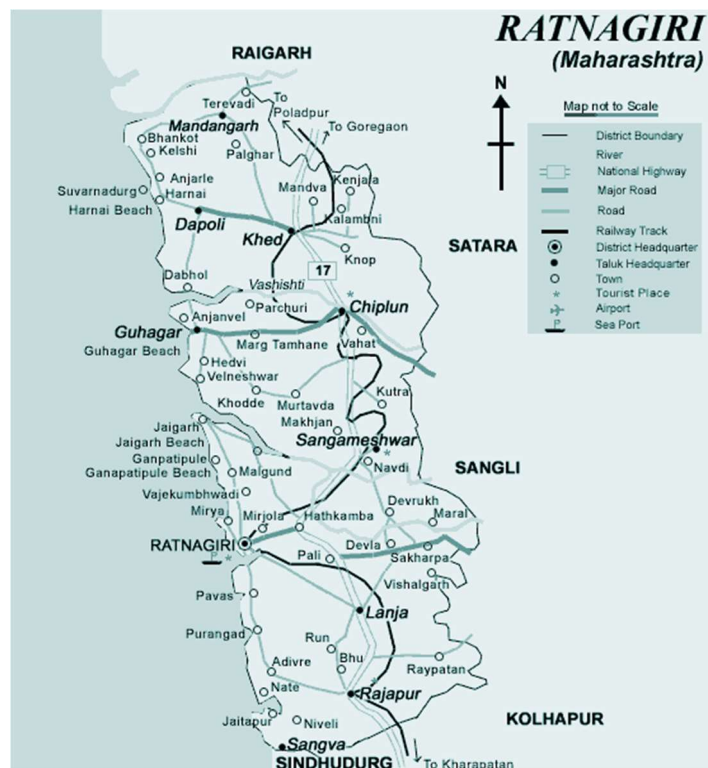 RATNAGIRI
(Maharashtra)
RAIGARH
N
Map not to Scale
District Boundary
River
National Highway
Major Road
Road
Railway Track
District Headquarter
Taluk Headquarter
Town
Tourist Place
Airport
Sea Port
Terevadi
To
Poladpur
To Goregaon
Mandangarh
Bhankot
Kelshi
Palghar
Anjarle
Suvarnadurg
Harnai
Harnai Beach
Mandva
Kenjala
Kalambni
Dapoli
Khed
SATARA
Knop
17
Dabhol
Vashishti
Parchuri
Chiplun
Anjanvel
Guhagar
Guhagar Beach
Marg Tamhane
Vahat
Hedvi
Velneshwar
Khodde
Murtavda
Kutra
Makhjan
Jaigarh
Jaigarh Beach
Sangameshwar
Ganpatipule
Ganapatipule Beach
Malgund
Navdi
SANGLI
Vajekumbhwadi
Devrukh
Mirya
Mirjola
Hathkamba
Maral
RATNAGIRI
Devla
Pali
Sakharpa
P
Vishalgarh
Pavas
Lanja
Purangad
Run
Bhu
Adivre
Raypatan
Nate
Rajapur
Jaitapur
Niveli
KOLHAPUR
Sangva
SINDHUDURG
To Kharapatan